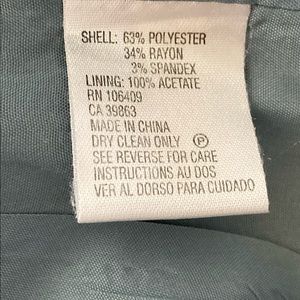 SHELL: 63% POLYESTER
34% RAYON
3% SPANDEX
LINING: 100% ACETATE
RN 106409
CA 39863
MADE IN CHINA
DRY CLEAN ONLY Ⓟ
SEE REVERSE FOR CARE
INSTRUCTIONS AU DOS
VER AL DORSO PARA CUIDADO